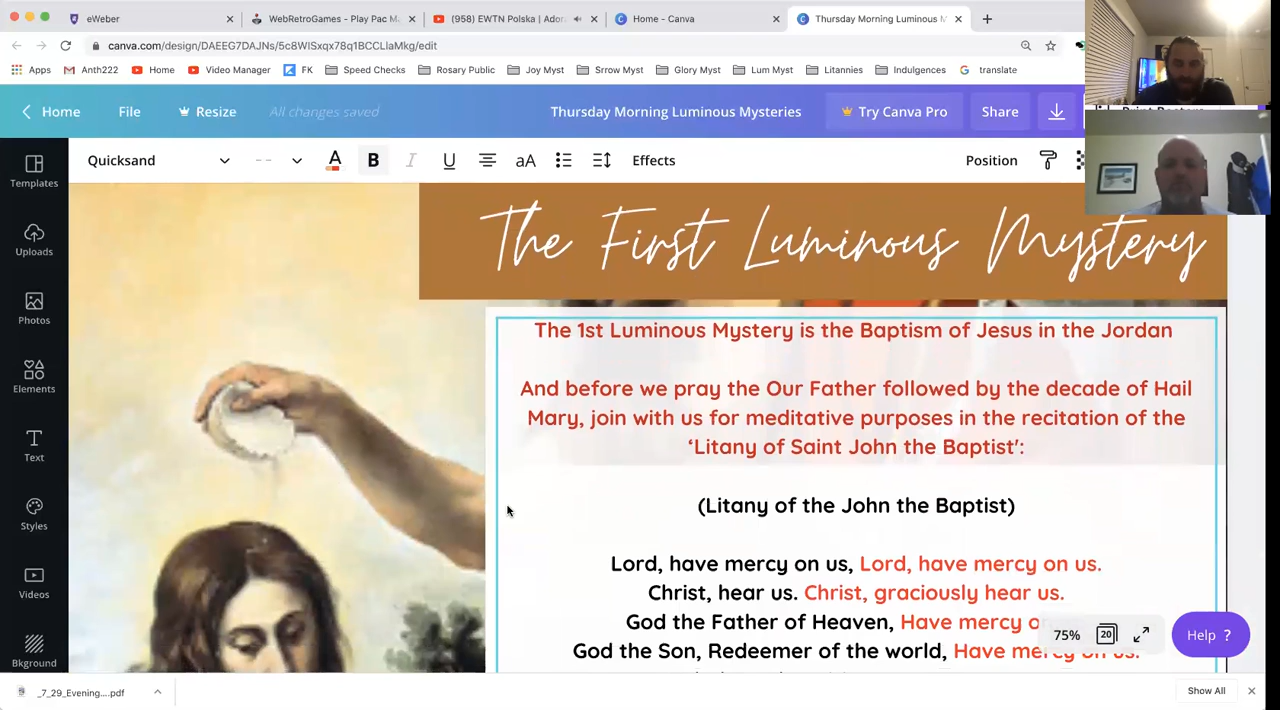 eWeber
WebRetroGames - Play Pac M
(958) EWTN Polska | Ador
Home - Canva
Thursday Morning Luminous M
canva.com/design/DAEEG7DAJNs/5c8WlSxqx78q1BCCLlaMkg/edit
Apps
Anth222
Home
Video Manager
FK
Speed Checks
Rosary Public
Joy Myst
Srrow Myst
Glory Myst
Lum Myst
Litannies
Indulgences
translate
Home
File
Resize
All changes saved
Thursday Morning Luminous Mysteries
Try Canva Pro
Share
Quicksand
Effects
Position
Templates
Uploads
Photos
Elements
Text
Styles
Videos
Bkground
The First Luminous Mystery
The 1st Luminous Mystery is the Baptism of Jesus in the Jordan
And before we pray the Our Father followed by the decade of Hail
Mary, join with us for meditative purposes in the recitation of the
‘Litany of Saint John the Baptist':
(Litany of the John the Baptist)
Lord, have mercy on us, Lord, have mercy on us.
Christ, hear us. Christ, graciously hear us.
God the Father of Heaven, Have mercy o
God the Son, Redeemer of the world, Have mercy on us.
75%
20
Help ?
_7_29_Evening....pdf
Show All